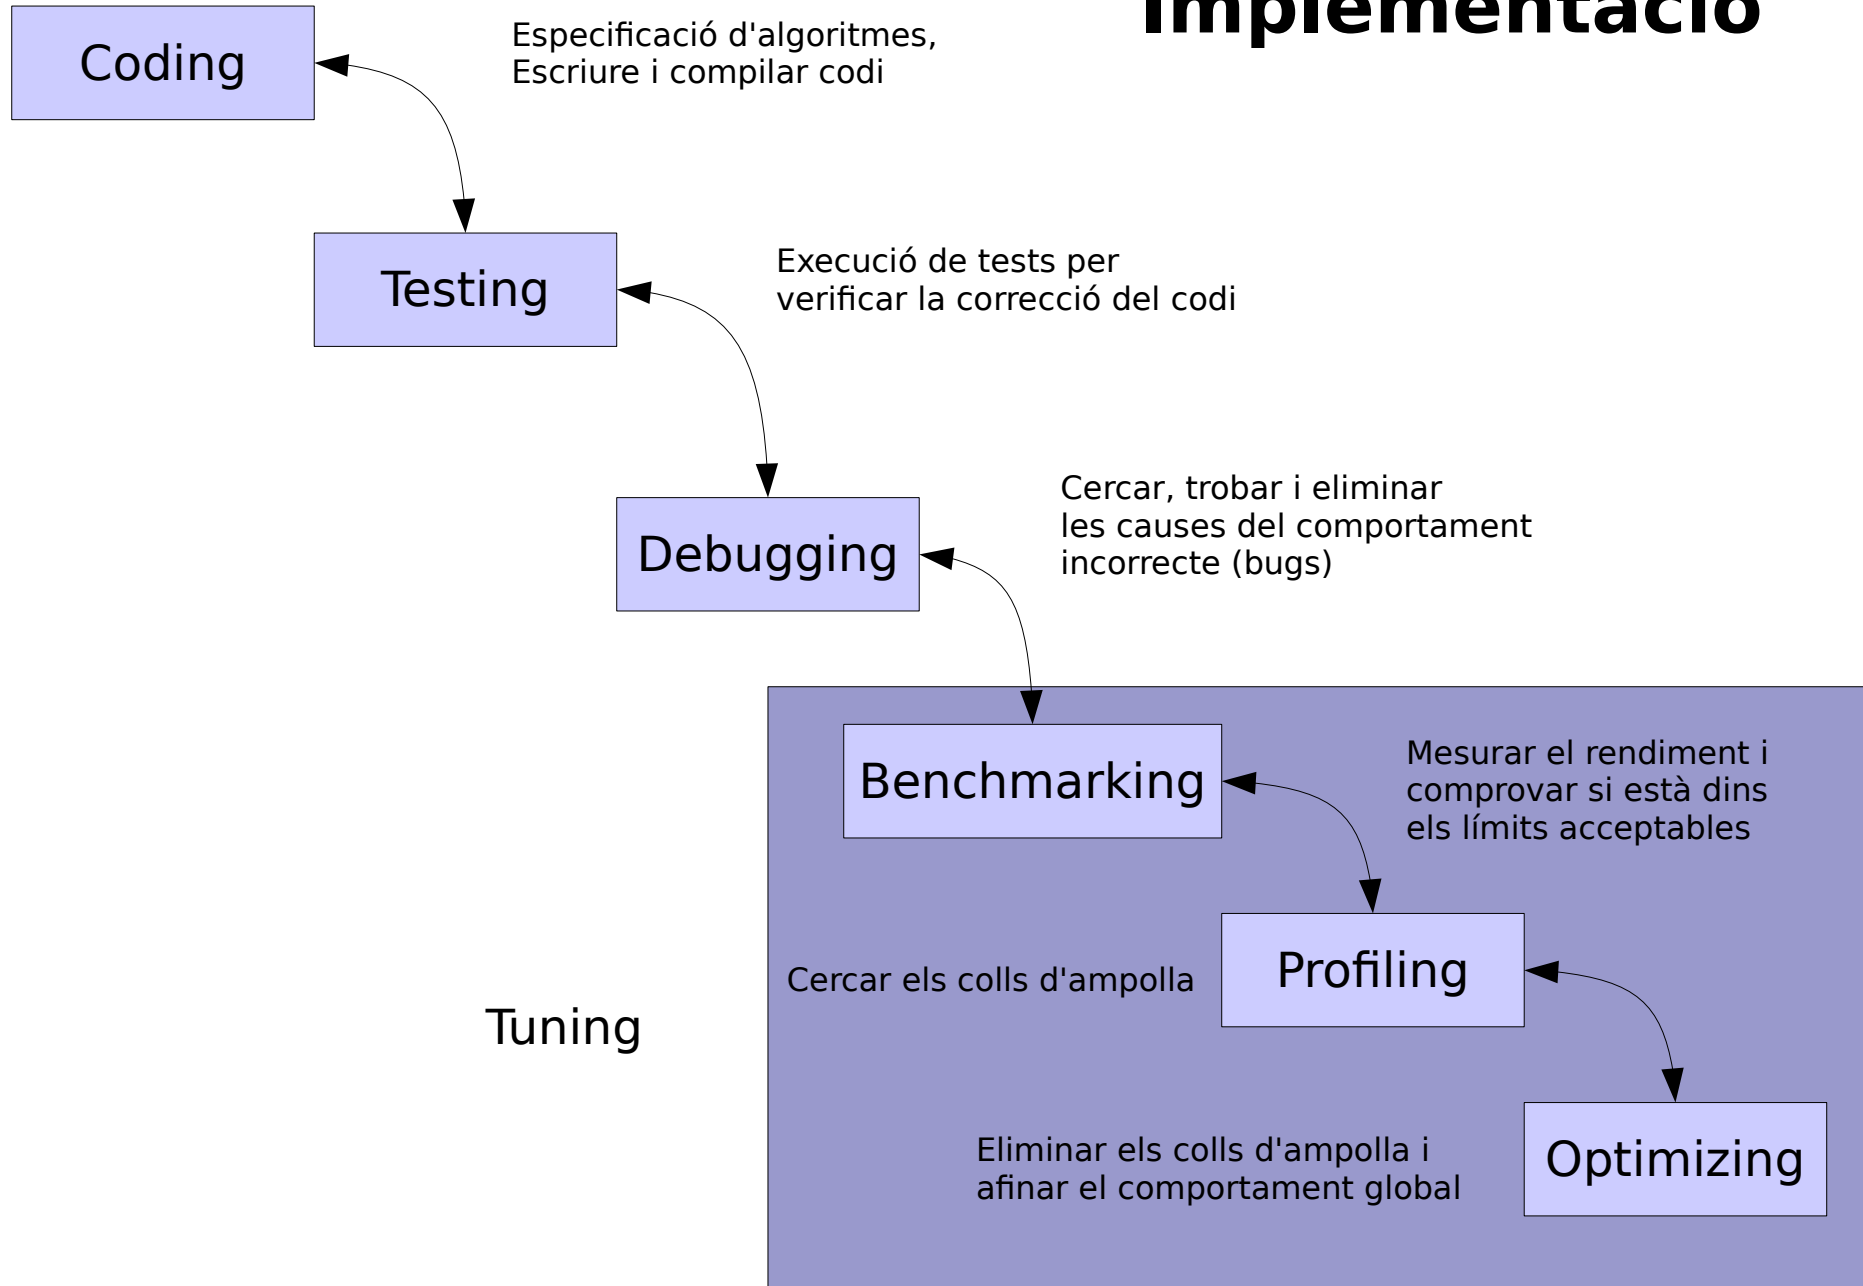 Implementació
Coding
Especificació d'algoritmes,
Escriure i compilar codi
Testing
Execució de tests per
verificar la correcció del codi
Debugging
Cercar, trobar i eliminar
les causes del comportament
incorrecte (bugs)
Benchmarking
Mesurar el rendiment i
comprovar si està dins
els límits acceptables
Profiling
Cercar els colls d'ampolla
Tuning
Optimizing
Eliminar els colls d'ampolla i
afinar el comportament global